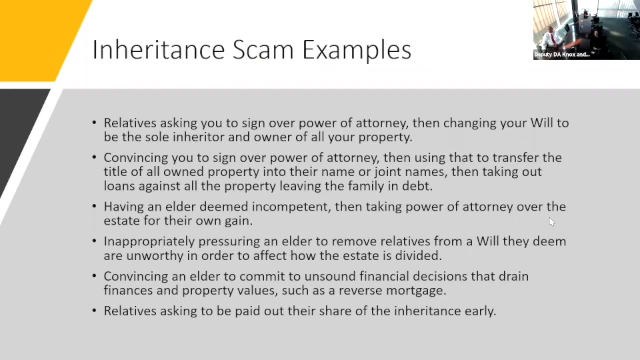 Inheritance Scam Examples
Deputy DA Knox and...
• Relatives asking you to sign over power of attorney, then changing your Will to
be the sole inheritor and owner of all your property.
• Convincing you to sign over power of attorney, then using that to transfer the
title of all owned property into their name or joint names, then taking out
loans against all the property leaving the family in debt.
• Having an elder deemed incompetent, then taking power of attorney over the
estate for their own gain.
• Inappropriately pressuring an elder to remove relatives from a Will they deem
are unworthy in order to affect how the estate is divided.
• Convincing an elder to commit to unsound financial decisions that drain
finances and property values, such as a reverse mortgage.
• Relatives asking to be paid out their share of the inheritance early.